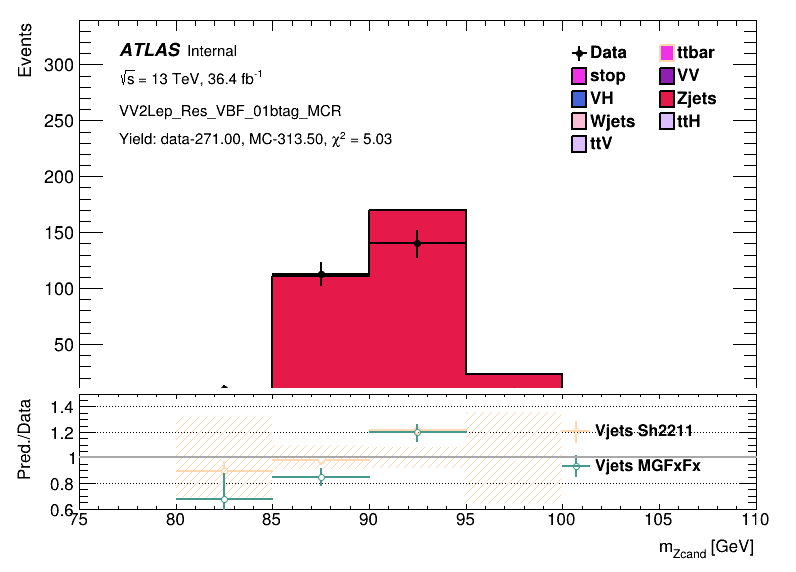 Events
300
250
200
150
100
50
ATLAS Internal
√s = 13 TeV, 36.4 fb⁻¹
VV2Lep_Res_VBF_01btag_MCR
Yield: data-271.00, MC-313.50, χ² = 5.03
Data
ttbar
stop
VV
VH
Zjets
Wjets
ttH
ttV
Pred./Data
1.4
1.2
1
0.8
0.6
Vjets Sh2211
Vjets MGFxFx
75 80 85 90 95 100 105 110
m_Zcand [GeV]